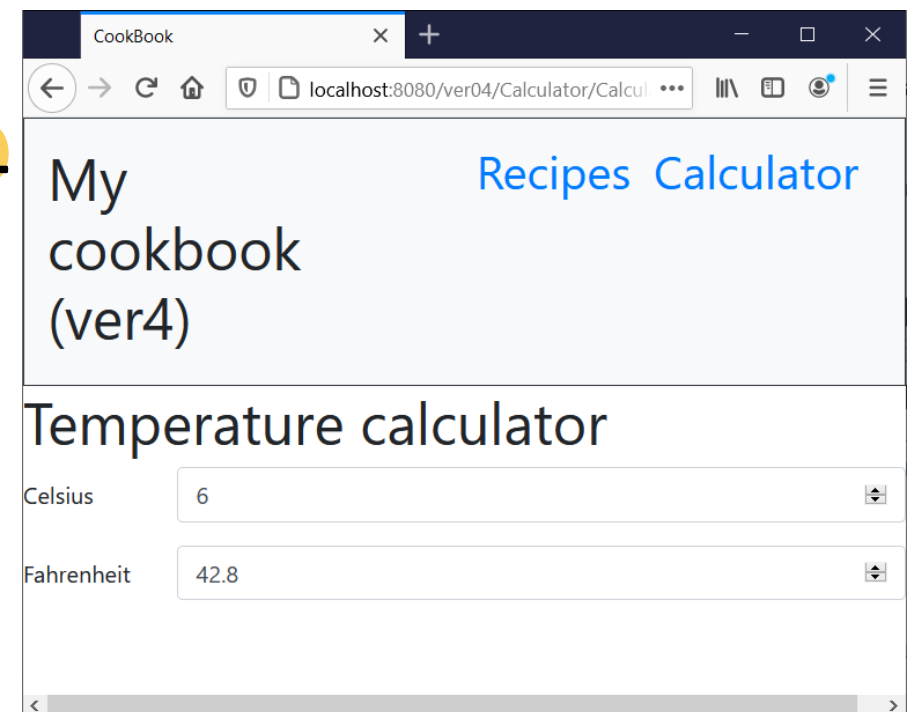 CookBook
localhost:8080/ver04/Calculator/Calcul
My
cookbook
(ver4)
Recipes Calculator
Temperature calculator
Celsius 6
Fahrenheit 42.8